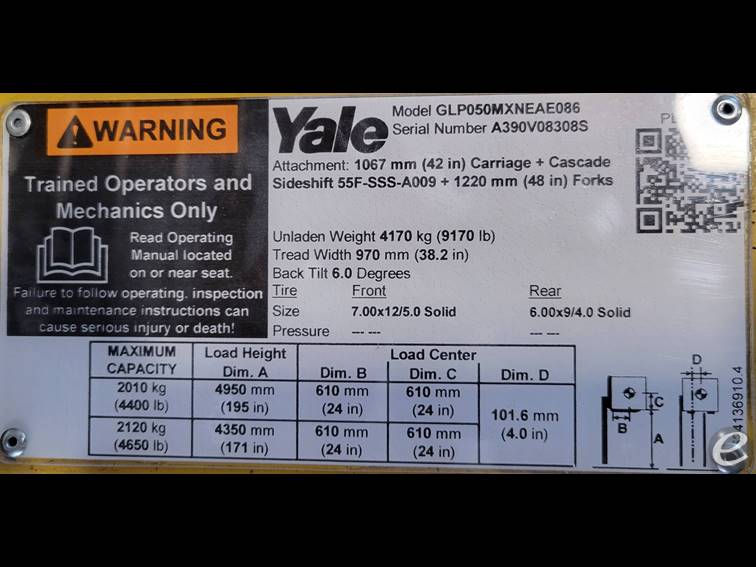 WARNING
Trained Operators and
Mechanics Only
Read Operating
Manual located
on or near seat.
Failure to follow operating, inspection
and maintenance instructions can
cause serious injury or death!
Yale
Model GLP050MXNEAE086
Serial Number A390V08308S
Attachment: 1067 mm (42 in) Carriage + Cascade
Sideshift 55F-SSS-A009 + 1220 mm (48 in) Forks
Unladen Weight 4170 kg (9170 lb)
Tread Width 970 mm (38.2 in)
Back Tilt 6.0 Degrees
Tire Front Rear
Size 7.00x12/5.0 Solid 6.00x9/4.0 Solid
Pressure --- --- --- ---
MAXIMUM Load Height Load Center
CAPACITY Dim. A Dim. B Dim. C Dim. D
2010 kg 4950 mm 610 mm 610 mm
(4400 lb) (195 in) (24 in) (24 in) 101.6 mm
2120 kg 4350 mm 610 mm 610 mm (4.0 in)
(4650 lb) (171 in) (24 in) (24 in)
D
C
B
A
4136910.4
e